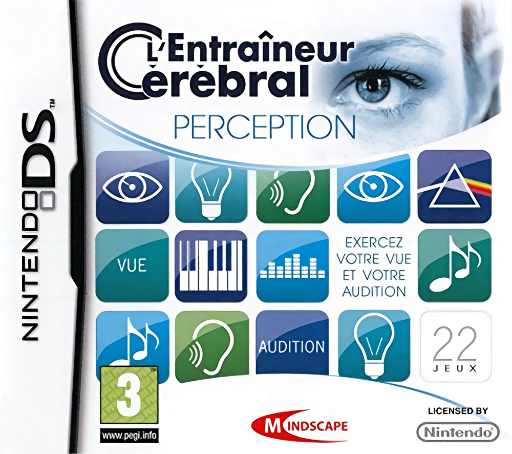 L'Entraîneur
Cérébral
PERCEPTION
NINTENDO DS™
VUE
EXERCEZ
VOTRE VUE
ET VOTRE
AUDITION
AUDITION
22
JEUX
3
www.pegi.info
MINDSCAPE
LICENSED BY
Nintendo®